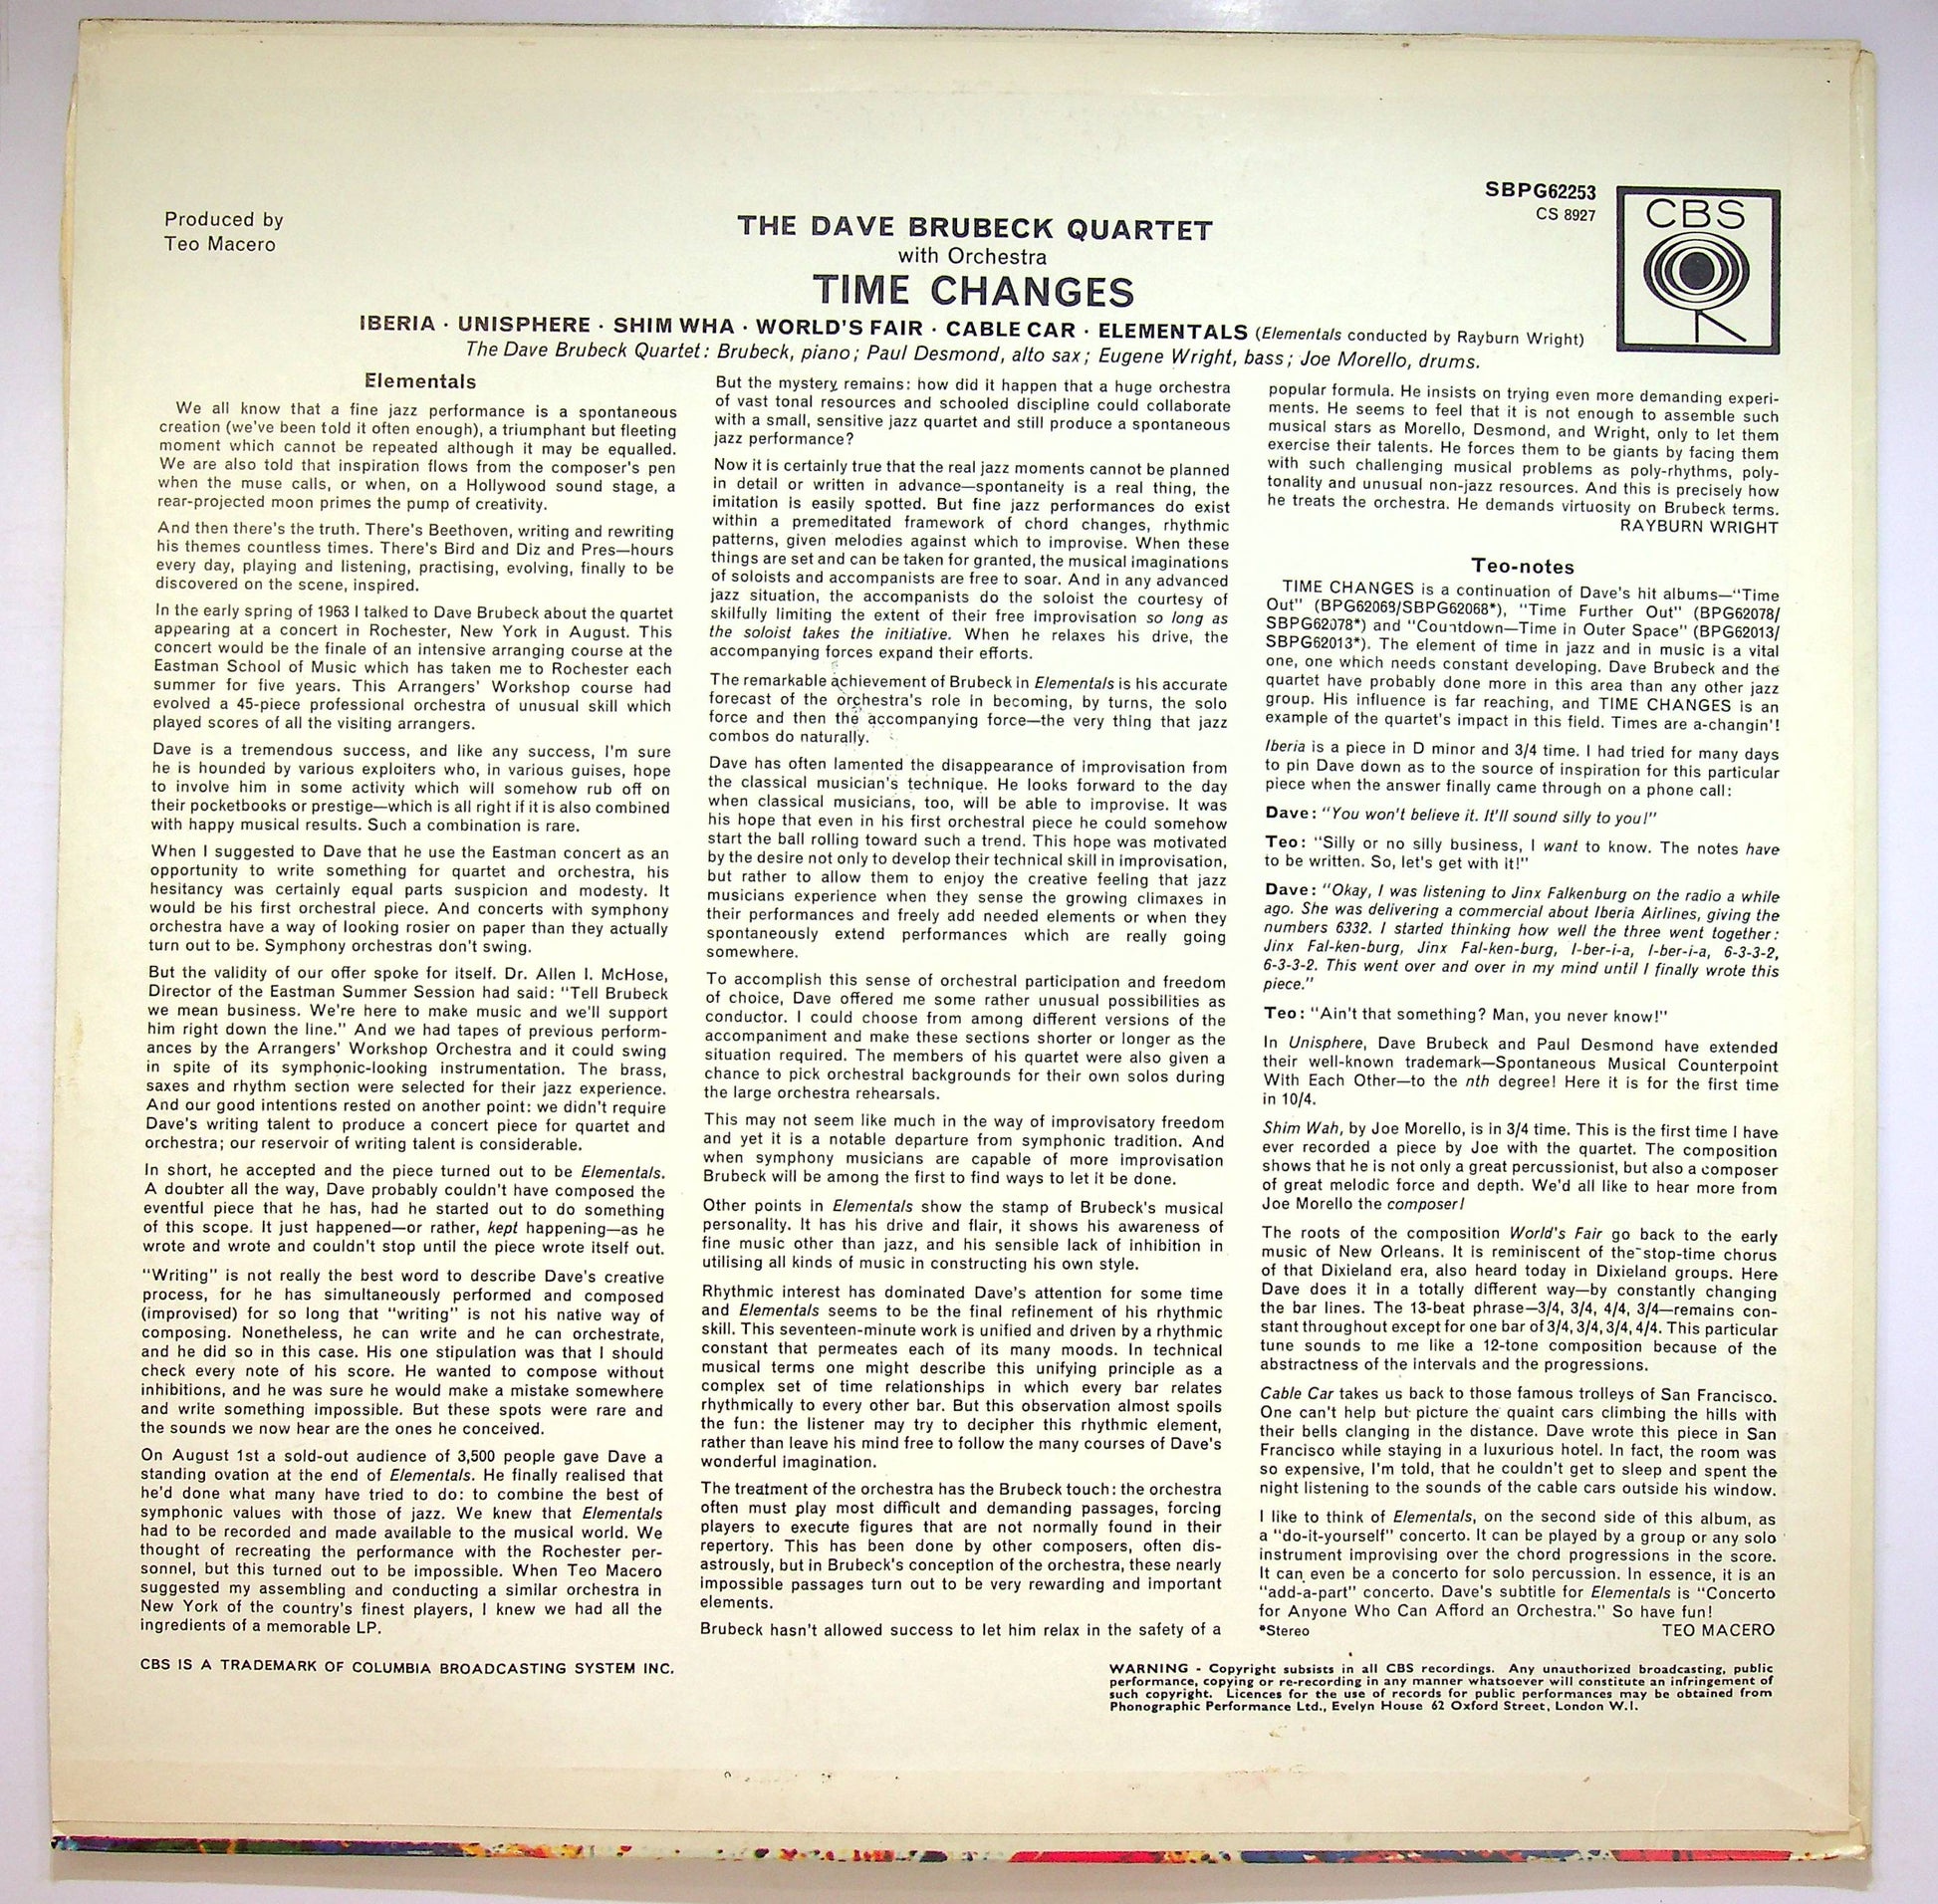 Produced by
Teo Macero
THE DAVE BRUBECK QUARTET
with Orchestra
TIME CHANGES
SBPG62253
CS 8927
CBS
IBERIA · UNISPHERE · SHIM WHA · WORLD'S FAIR · CABLE CAR · ELEMENTALS (Elementals conducted by Rayburn Wright)
The Dave Brubeck Quartet: Brubeck, piano; Paul Desmond, alto sax; Eugene Wright, bass; Joe Morello, drums.
Elementals
We all know that a fine jazz performance is a spontaneous
creation (we've been told it often enough), a triumphant but fleeting
moment which cannot be repeated although it may be equalled.
We are also told that inspiration flows from the composer's pen
when the muse calls, or when, on a Hollywood sound stage, a
rear-projected moon primes the pump of creativity.
And then there's the truth. There's Beethoven, writing and rewriting
his themes countless times. There's Bird and Diz and Pres—hours
every day, playing and listening, practising, evolving, finally to be
discovered on the scene, inspired.
In the early spring of 1963 I talked to Dave Brubeck about the quartet
appearing at a concert in Rochester, New York in August. This
concert would be the finale of an intensive arranging course at the
Eastman School of Music which has taken me to Rochester each
summer for five years. This Arrangers' Workshop course had
evolved a 45-piece professional orchestra of unusual skill which
played scores of all the visiting arrangers.
Dave is a tremendous success, and like any success, I'm sure
he is hounded by various exploiters who, in various guises, hope
to involve him in some activity which will somehow rub off on
their pocketbooks or prestige—which is all right if it is also combined
with happy musical results. Such a combination is rare.
When I suggested to Dave that he use the Eastman concert as an
opportunity to write something for quartet and orchestra, his
hesitancy was certainly equal parts suspicion and modesty. It
would be his first orchestral piece. And concerts with symphony
orchestra have a way of looking rosier on paper than they actually
turn out to be. Symphony orchestras don't swing.
But the validity of our offer spoke for itself. Dr. Allen I. McHose,
Director of the Eastman Summer Session had said: "Tell Brubeck
we mean business. We're here to make music and we'll support
him right down the line." And we had tapes of previous perform-
ances by the Arrangers' Workshop Orchestra and it could swing
in spite of its symphonic-looking instrumentation. The brass,
saxes and rhythm section were selected for their jazz experience.
And our good intentions rested on another point: we didn't require
Dave's writing talent to produce a concert piece for quartet and
orchestra; our reservoir of writing talent is considerable.
In short, he accepted and the piece turned out to be Elementals.
A doubter all the way, Dave probably couldn't have composed the
eventful piece that he has, had he started out to do something
of this scope. It just happened—or rather, kept happening—as he
wrote and wrote and couldn't stop until the piece wrote itself out.
"Writing" is not really the best word to describe Dave's creative
process, for he has simultaneously performed and composed
(improvised) for so long that "writing" is not his native way of
composing. Nonetheless, he can write and he can orchestrate,
and he did so in this case. His one stipulation was that I should
check every note of his score. He wanted to compose without
inhibitions, and he was sure he would make a mistake somewhere
and write something impossible. But these spots were rare and
the sounds we now hear are the ones he conceived.
On August 1st a sold-out audience of 3,500 people gave Dave a
standing ovation at the end of Elementals. He finally realised that
he'd done what many have tried to do: to combine the best of
symphonic values with those of jazz. We knew that Elementals
had to be recorded and made available to the musical world. We
thought of recreating the performance with the Rochester per-
sonnel, but this turned out to be impossible. When Teo Macero
suggested my assembling and conducting a similar orchestra in
New York of the country's finest players, I knew we had all the
ingredients of a memorable LP.
But the mystery remains: how did it happen that a huge orchestra
of vast tonal resources and schooled discipline could collaborate
with a small, sensitive jazz quartet and still produce a spontaneous
jazz performance?
Now it is certainly true that the real jazz moments cannot be planned
in detail or written in advance—spontaneity is a real thing, the
imitation is easily spotted. But fine jazz performances do exist
within a premeditated framework of chord changes, rhythmic
patterns, given melodies against which to improvise. When these
things are set and can be taken for granted, the musical imaginations
of soloists and accompanists are free to soar. And in any advanced
jazz situation, the accompanists do the soloist the courtesy of
skilfully limiting the extent of their free improvisation so long as
the soloist takes the initiative. When he relaxes his drive, the
accompanying forces expand their efforts.
The remarkable achievement of Brubeck in Elementals is his accurate
forecast of the orchestra's role in becoming, by turns, the solo
force and then the accompanying force—the very thing that jazz
combos do naturally.
Dave has often lamented the disappearance of improvisation from
the classical musician's technique. He looks forward to the day
when classical musicians, too, will be able to improvise. It was
his hope that even in his first orchestral piece he could somehow
start the ball rolling toward such a trend. This hope was motivated
by the desire not only to develop their technical skill in improvisation,
but rather to allow them to enjoy the creative feeling that jazz
musicians experience when they sense the growing climaxes in
their performances and freely add needed elements or when they
spontaneously extend performances which are really going
somewhere.
To accomplish this sense of orchestral participation and freedom
of choice, Dave offered me some rather unusual possibilities as
conductor. I could choose from among different versions of the
accompaniment and make these sections shorter or longer as the
situation required. The members of his quartet were also given a
chance to pick orchestral backgrounds for their own solos during
the large orchestra rehearsals.
This may not seem like much in the way of improvisatory freedom
and yet it is a notable departure from symphonic tradition. And
when symphony musicians are capable of more improvisation
Brubeck will be among the first to find ways to let it be done.
Other points in Elementals show the stamp of Brubeck's musical
personality. It has his drive and flair, it shows his awareness of
fine music other than jazz, and his sensible lack of inhibition in
utilising all kinds of music in constructing his own style.
Rhythmic interest has dominated Dave's attention for some time
and Elementals seems to be the final refinement of his rhythmic
skill. This seventeen-minute work is unified and driven by a rhythmic
constant that permeates each of its many moods. In technical
musical terms one might describe this unifying principle as a
complex set of time relationships in which every bar relates
rhythmically to every other bar. But this observation almost spoils
the fun: the listener may try to decipher this rhythmic element,
rather than leave his mind free to follow the many courses of Dave's
wonderful imagination.
The treatment of the orchestra has the Brubeck touch: the orchestra
often must play most difficult and demanding passages, forcing
players to execute figures that are not normally found in their
repertory. This has been done by other composers, often dis-
astrously, but in Brubeck's conception of the orchestra, these nearly
impossible passages turn out to be very rewarding and important
elements.
Brubeck hasn't allowed success to let him relax in the safety of a
popular formula. He insists on trying even more demanding experi-
ments. He seems to feel that it is not enough to assemble such
musical stars as Morello, Desmond, and Wright, only to let them
exercise their talents. He forces them to be giants by facing them
with such challenging musical problems as poly-rhythms, poly-
tonality and unusual non-jazz resources. And this is precisely how
he treats the orchestra. He demands virtuosity on Brubeck terms.
RAYBURN WRIGHT
Teo-notes
TIME CHANGES is a continuation of Dave's hit albums—"Time
Out" (BPG62069/SBPG62068*), "Time Further Out" (BPG62078/
SBPG62078*) and "Countdown—Time in Outer Space" (BPG62013/
SBPG62013*). The element of time in jazz and in music is a vital
one, one which needs constant developing. Dave Brubeck and the
quartet have probably done more in this area than any other jazz
group. His influence is far reaching, and TIME CHANGES is an
example of the quartet's impact in this field. Times are a-changin'!
Iberia is a piece in D minor and 3/4 time. I had tried for many days
to pin Dave down as to the source of inspiration for this particular
piece when the answer finally came through on a phone call:
Dave: "You won't believe it. It'll sound silly to you!"
Teo: "Silly or no silly business, I want to know. The notes have
to be written. So, let's get with it!"
Dave: "Okay, I was listening to Jinx Falkenburg on the radio a while
ago. She was delivering a commercial about Iberia Airlines, giving the
numbers 6332. I started thinking how well the three went together:
Jinx Fal-ken-burg, Jinx Fal-ken-burg, I-ber-i-a, I-ber-i-a, 6-3-3-2,
6-3-3-2. This went over and over in my mind until I finally wrote this
piece."
Teo: "Ain't that something? Man, you never know!"
In Unisphere, Dave Brubeck and Paul Desmond have extended
their well-known trademark—Spontaneous Musical Counterpoint
With Each Other—to the nth degree! Here it is for the first time
in 10/4.
Shim Wah, by Joe Morello, is in 3/4 time. This is the first time I have
ever recorded a piece by Joe with the quartet. The composition
shows that he is not only a great percussionist, but also a composer
of great melodic force and depth. We'd all like to hear more from
Joe Morello the composer!
The roots of the composition World's Fair go back to the early
music of New Orleans. It is reminiscent of the stop-time chorus
of that Dixieland era, also heard today in Dixieland groups. Here
Dave does it in a totally different way—by constantly changing
the bar lines. The 13-beat phrase—3/4, 3/4, 4/4, 3/4—remains con-
stant throughout except for one bar of 3/4, 3/4, 3/4, 4/4. This particular
tune sounds to me like a 12-tone composition because of the
abstractness of the intervals and the progressions.
Cable Car takes us back to those famous trolleys of San Francisco.
One can't help but picture the quaint cars climbing the hills with
their bells clanging in the distance. Dave wrote this piece in San
Francisco while staying in a luxurious hotel. In fact, the room was
so expensive, I'm told, that he couldn't get to sleep and spent the
night listening to the sounds of the cable cars outside his window.
I like to think of Elementals, on the second side of this album, as
a "do-it-yourself" concerto. It can be played by a group or any solo
instrument improvising over the chord progressions in the score.
It can even be a concerto for solo percussion. In essence, it is an
"add-a-part" concerto. Dave's subtitle for Elementals is "Concerto
for Anyone Who Can Afford an Orchestra." So have fun!
*Stereo TEO MACERO
CBS IS A TRADEMARK OF COLUMBIA BROADCASTING SYSTEM INC.
WARNING - Copyright subsists in all CBS recordings. Any unauthorized broadcasting, public
performance, copying or re-recording in any manner whatsoever will constitute an infringement of
such copyright. Licences for the use of records for public performances may be obtained from
Phonographic Performance Ltd., Evelyn House 62 Oxford Street, London W.I.